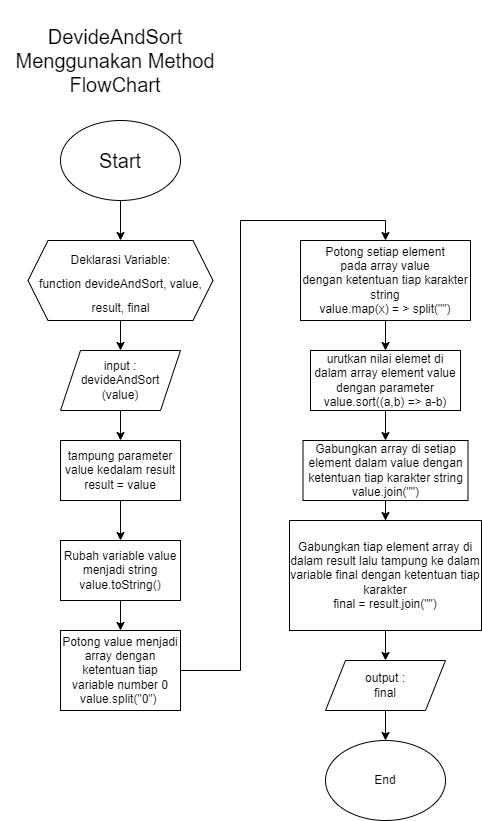 DevideAndSort
Menggunakan Method
FlowChart
Start
Deklarasi Variable:
function devideAndSort, value,
result, final
input :
devideAndSort
(value)
tampung parameter
value kedalam result
result = value
Rubah variable value
menjadi string
value.toString()
Potong value menjadi
array dengan
ketentuan tiap
variable number 0
value.split("0")
Potong setiap element
pada array value
dengan ketentuan tiap karakter
string
value.map(x) = > split("")
urutkan nilai elemet di
dalam array element value
dengan parameter
value.sort((a,b) => a-b)
Gabungkan array di setiap
element dalam value dengan
ketentuan tiap karakter string
value.join("")
Gabungkan tiap element array di
dalam result lalu tampung ke dalam
variable final dengan ketentuan tiap
karakter
final = result.join("")
output :
final
End